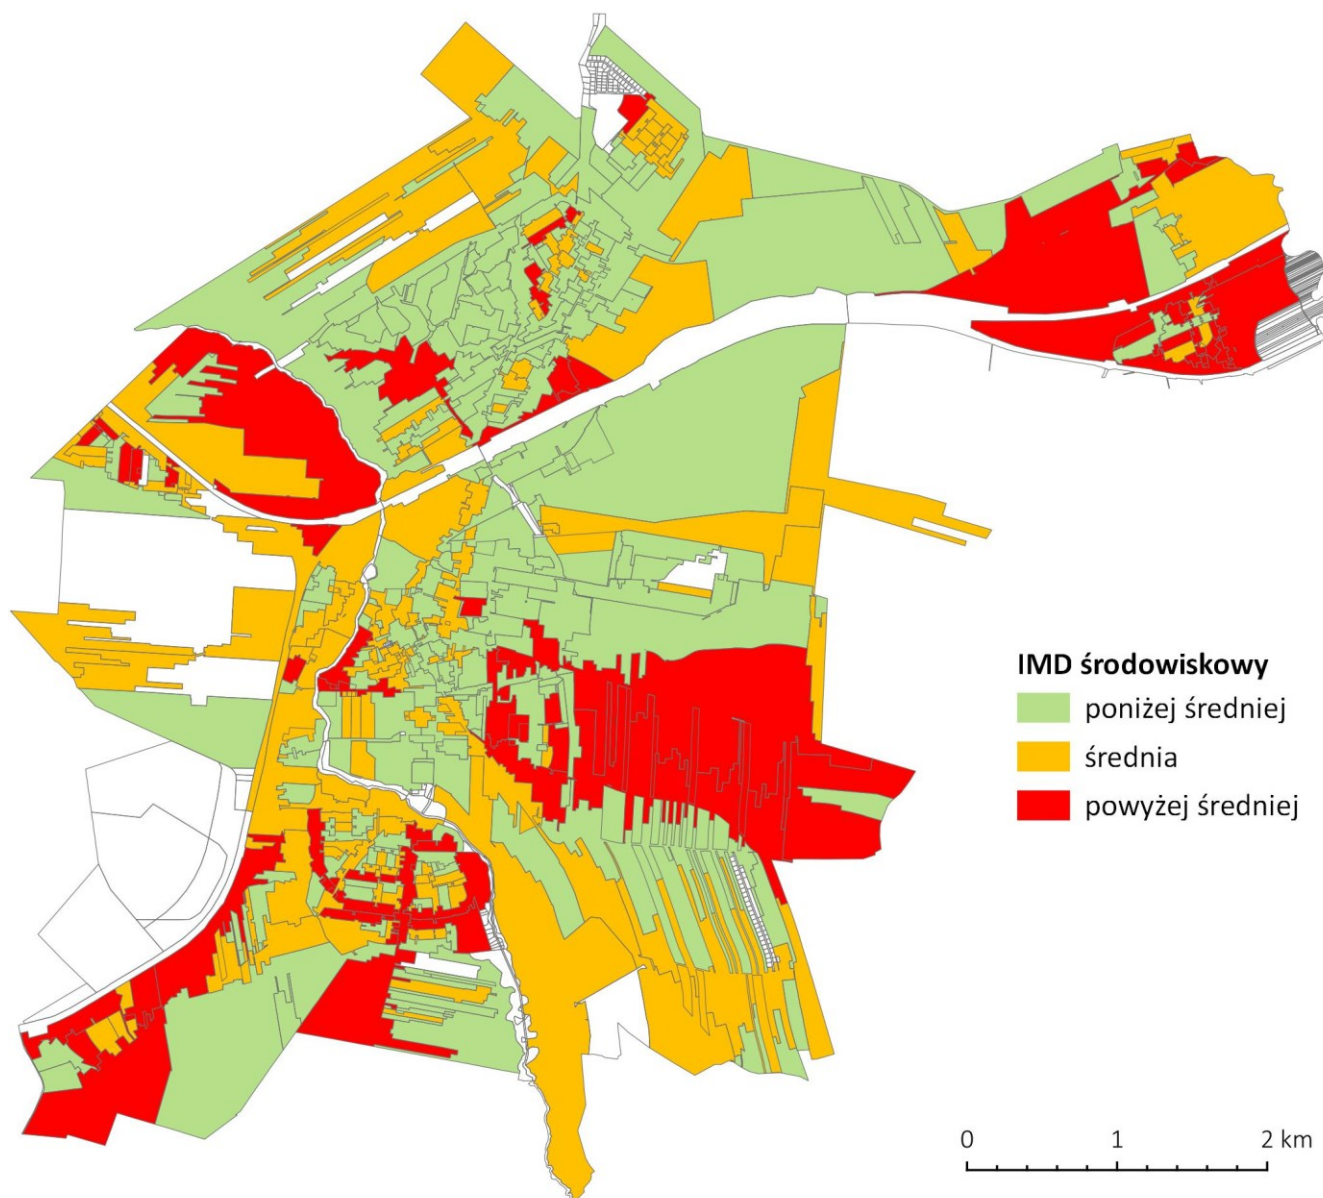 IMD środowiskowy
poniżej średniej
średnia
powyżej średniej
0 1 2 km